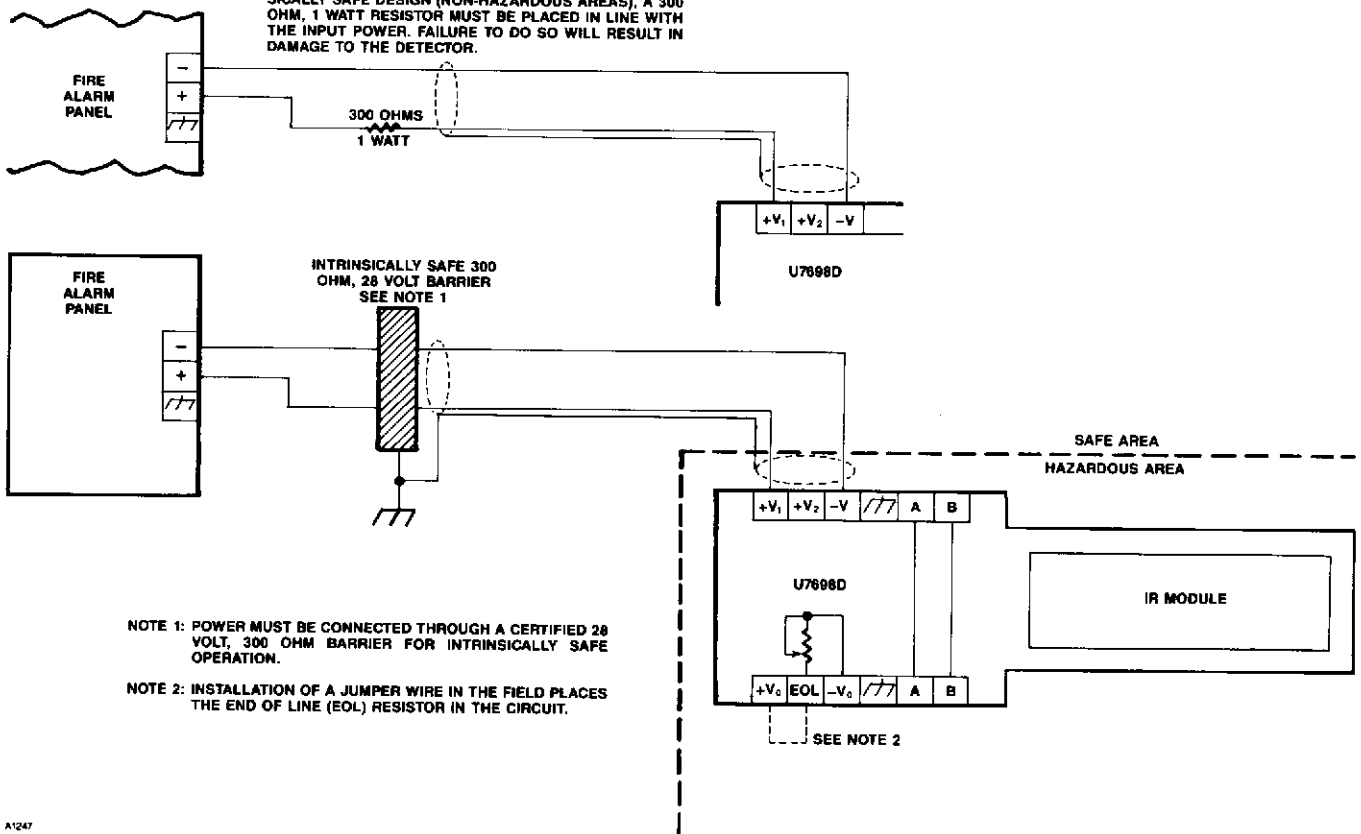 SICALLY SAFE DESIGN (NON-HAZARDOUS AREAS), A 300
OHM, 1 WATT RESISTOR MUST BE PLACED IN LINE WITH
THE INPUT POWER. FAILURE TO DO SO WILL RESULT IN
DAMAGE TO THE DETECTOR.
FIRE
ALARM
PANEL
−
+
300 OHMS
1 WATT
+V₁ +V₂ −V
U7698D
FIRE
ALARM
PANEL
−
+
INTRINSICALLY SAFE 300
OHM, 28 VOLT BARRIER
SEE NOTE 1
SAFE AREA
HAZARDOUS AREA
+V₁ +V₂ −V A B
U7698D
IR MODULE
+V₀ EOL −V₀ A B
SEE NOTE 2
NOTE 1: POWER MUST BE CONNECTED THROUGH A CERTIFIED 28
VOLT, 300 OHM BARRIER FOR INTRINSICALLY SAFE
OPERATION.
NOTE 2: INSTALLATION OF A JUMPER WIRE IN THE FIELD PLACES
THE END OF LINE (EOL) RESISTOR IN THE CIRCUIT.
A1247